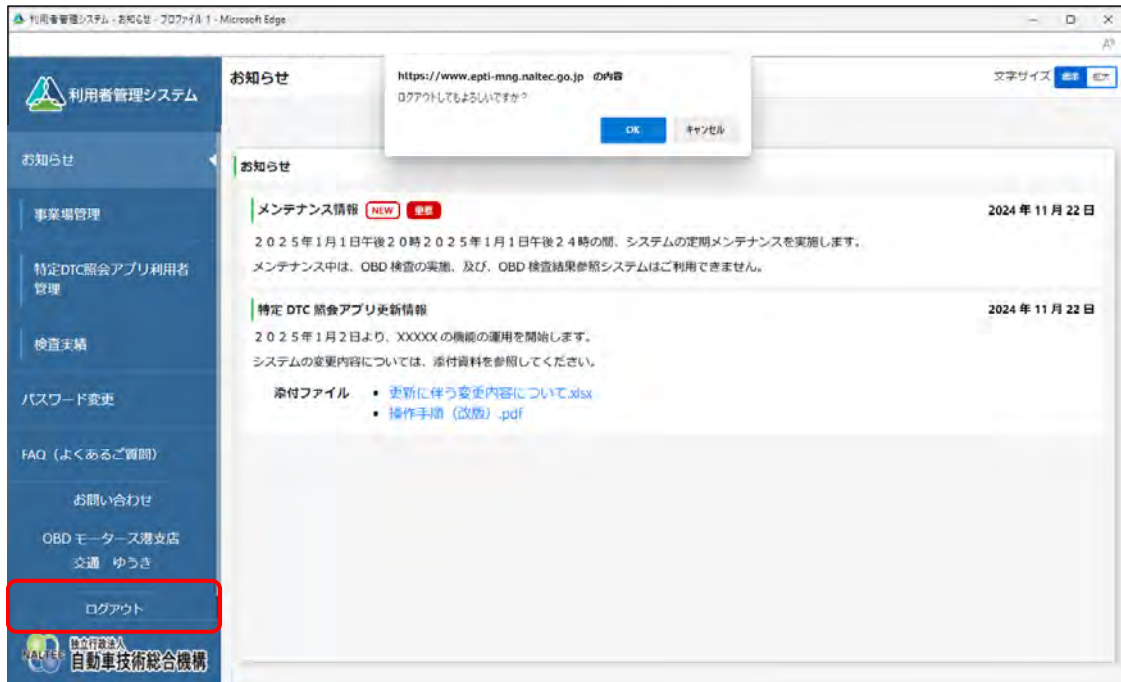 利用者管理システム - お知らせ - プロファイル 1 - Microsoft Edge
利用者管理システム
お知らせ
事業場管理
特定DTC照会アプリ利用者
管理
検査実績
パスワード変更
FAQ（よくあるご質問）
お問い合わせ
OBD モータース港支店
交通　ゆうき
ログアウト
NALTEC
独立行政法人
自動車技術総合機構
お知らせ
文字サイズ 標準 拡大
https://www.epti-mng.naltec.go.jp の内容
ログアウトしてもよろしいですか？
OK キャンセル
お知らせ
メンテナンス情報 NEW 重要 2024 年 11 月 22 日
２０２５年１月１日午後２０時２０２５年１月１日午後２４時の間、システムの定期メンテナンスを実施します。
メンテナンス中は、OBD 検査の実施、及び、OBD 検査結果参照システムはご利用できません。
特定 DTC 照会アプリ更新情報 2024 年 11 月 22 日
２０２５年１月２日より、XXXXX の機能の運用を開始します。
システムの変更内容については、添付資料を参照してください。
添付ファイル • 更新に伴う変更内容について.xlsx
• 操作手順（改版）.pdf